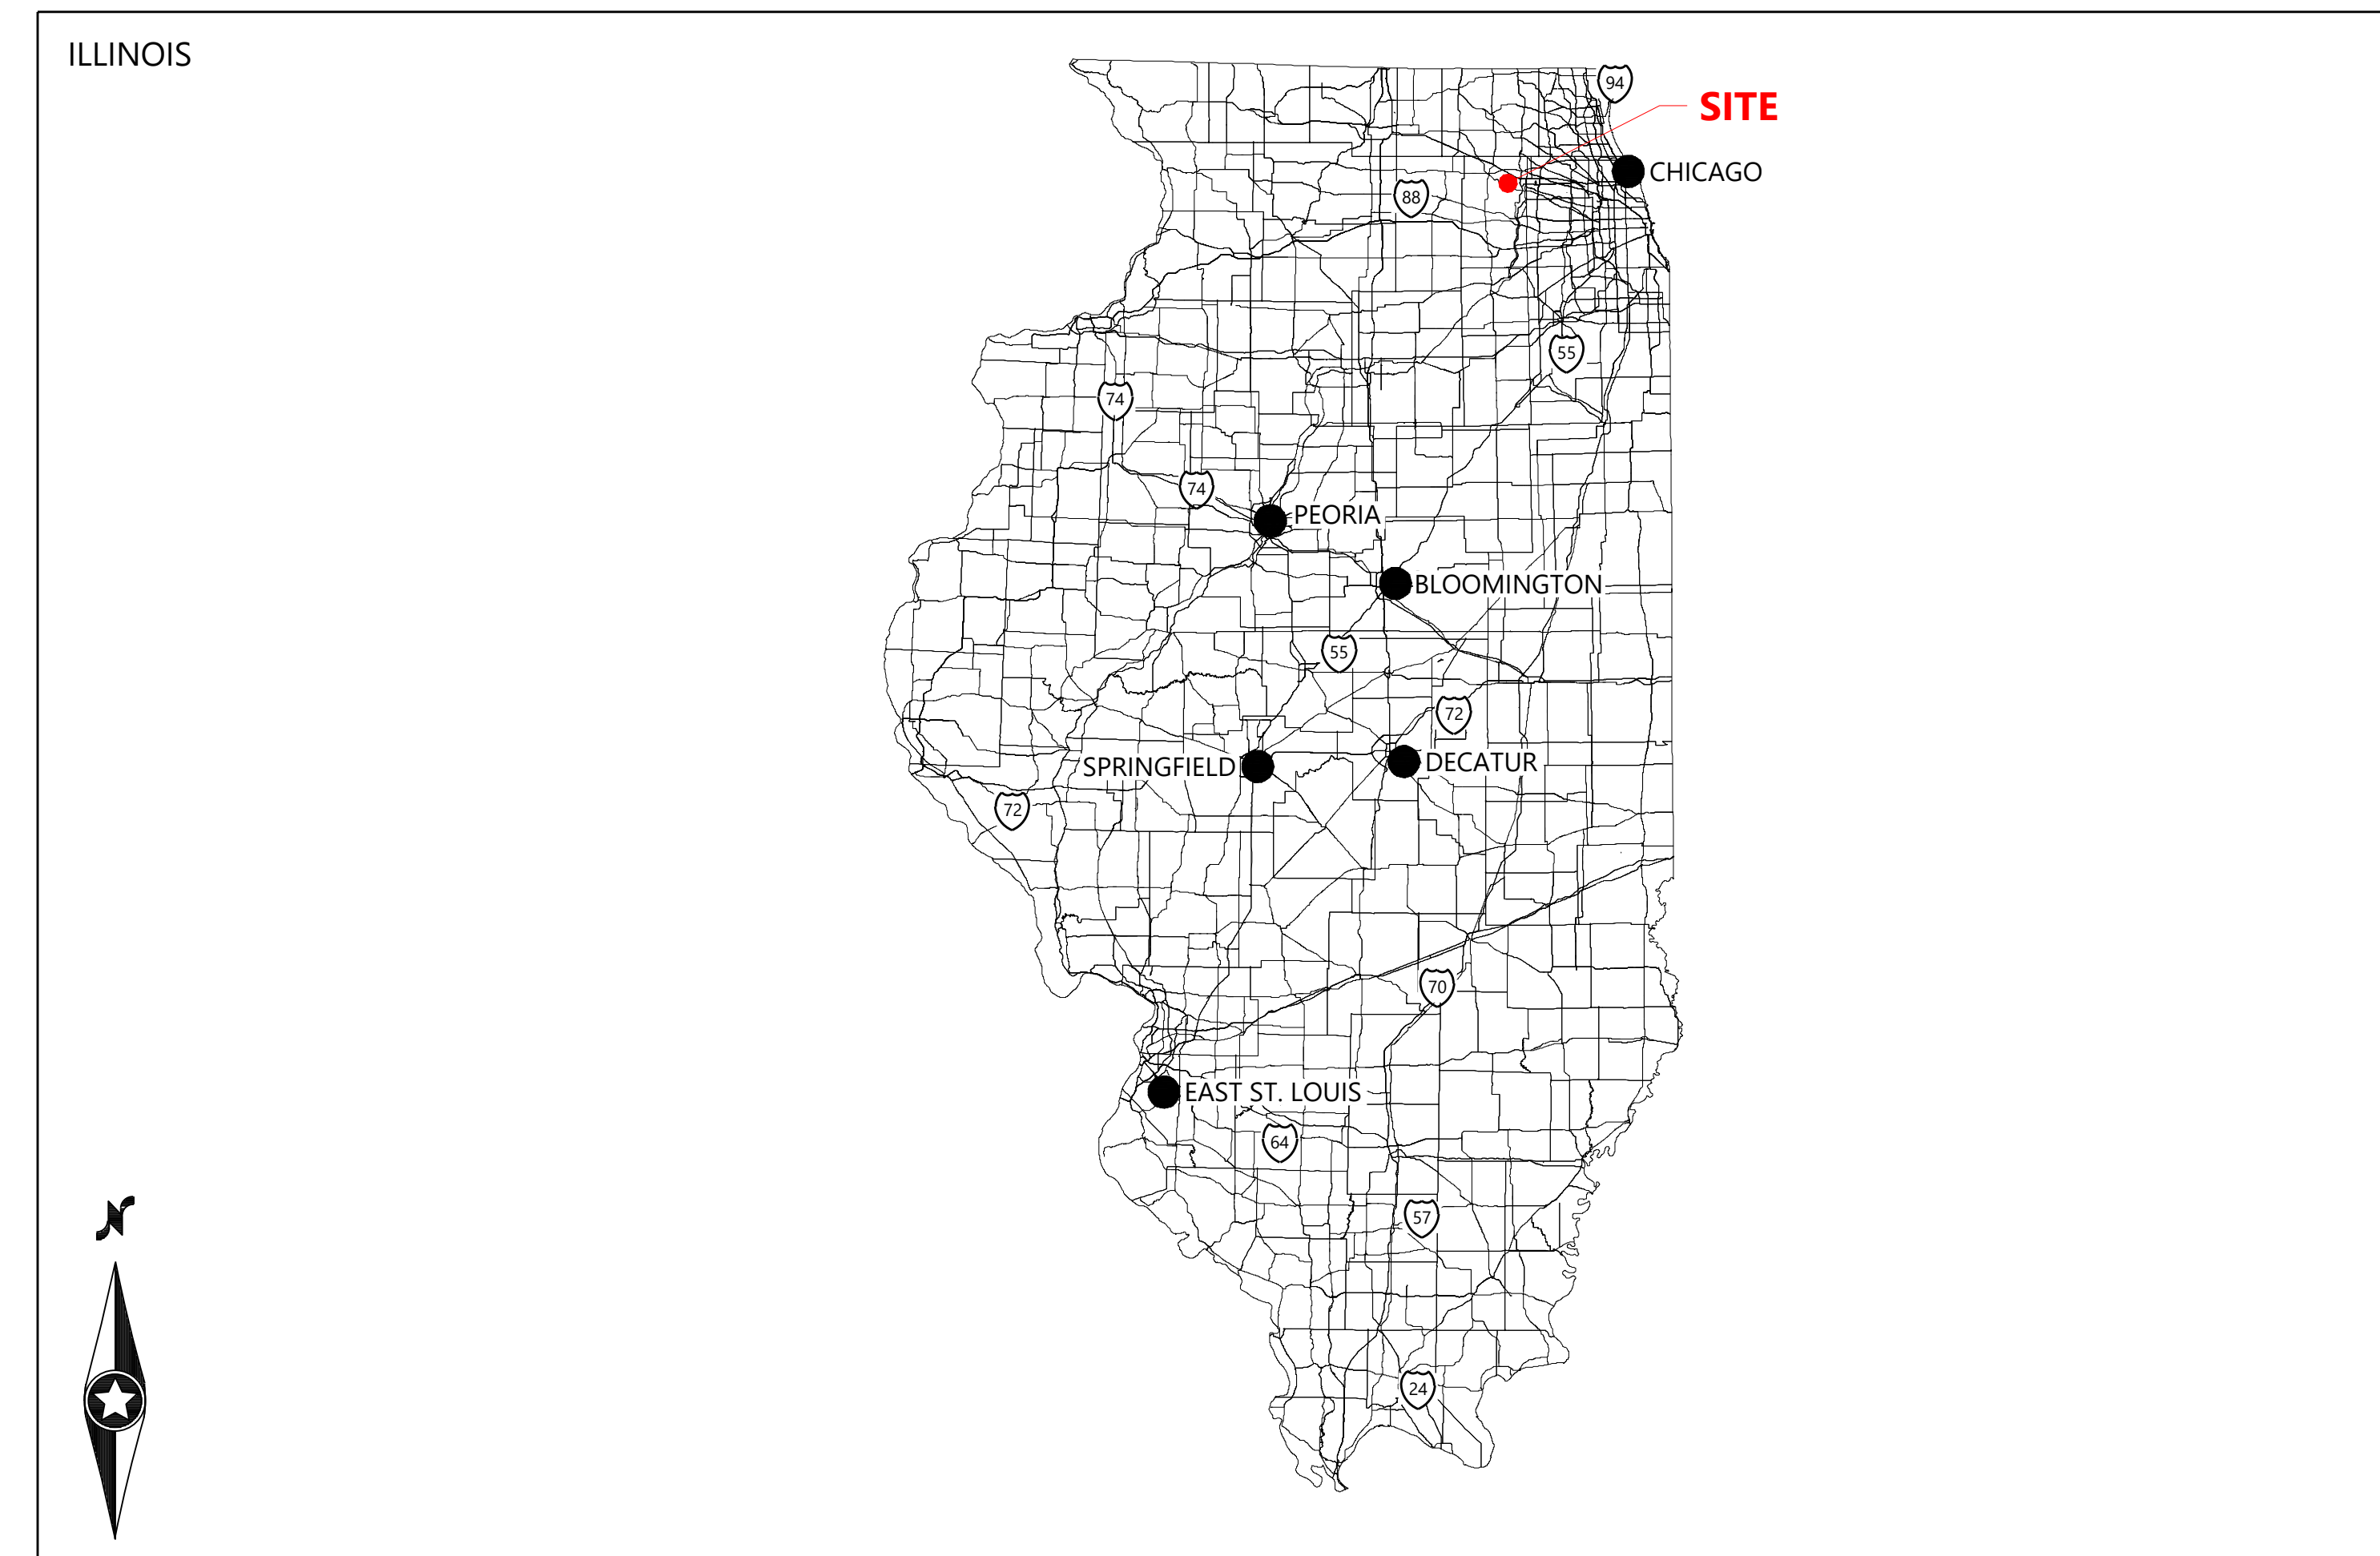 ILLINOIS
94
SITE
CHICAGO
88
55
74
74
PEORIA
BLOOMINGTON
55
72
SPRINGFIELD
DECATUR
72
70
EAST ST. LOUIS
64
N
57
24